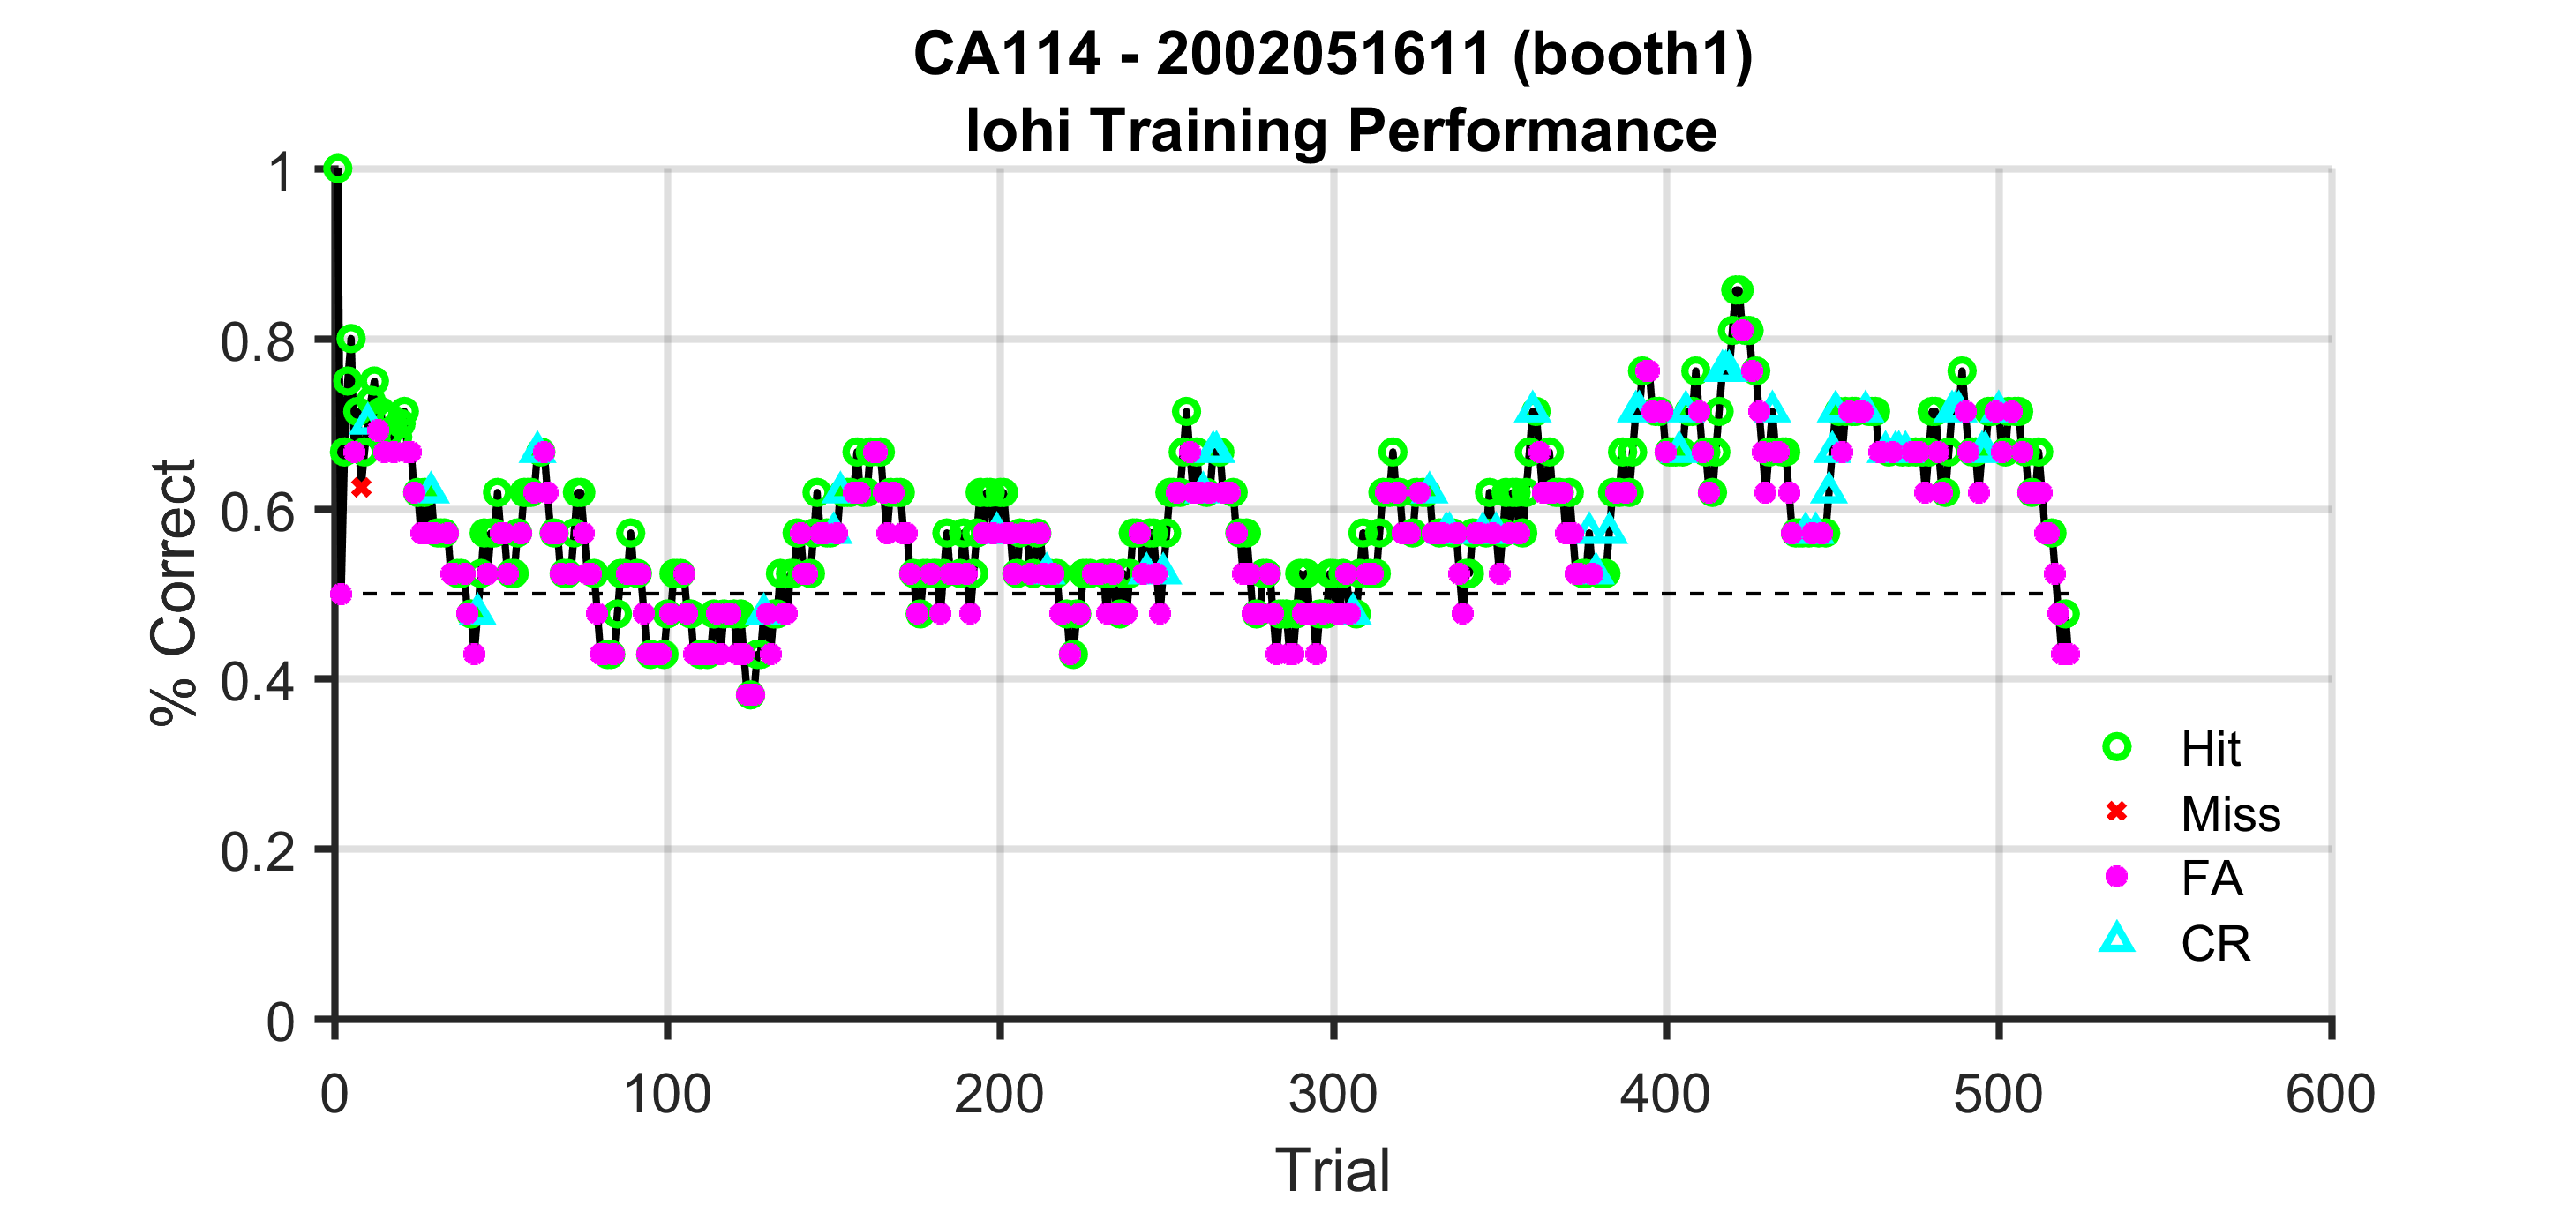 CA114 - 2002051611 (booth1)
lohi Training Performance
% Correct
1
0.8
0.6
0.4
0.2
0
0 100 200 300 400 500 600
Trial
Hit
Miss
FA
CR